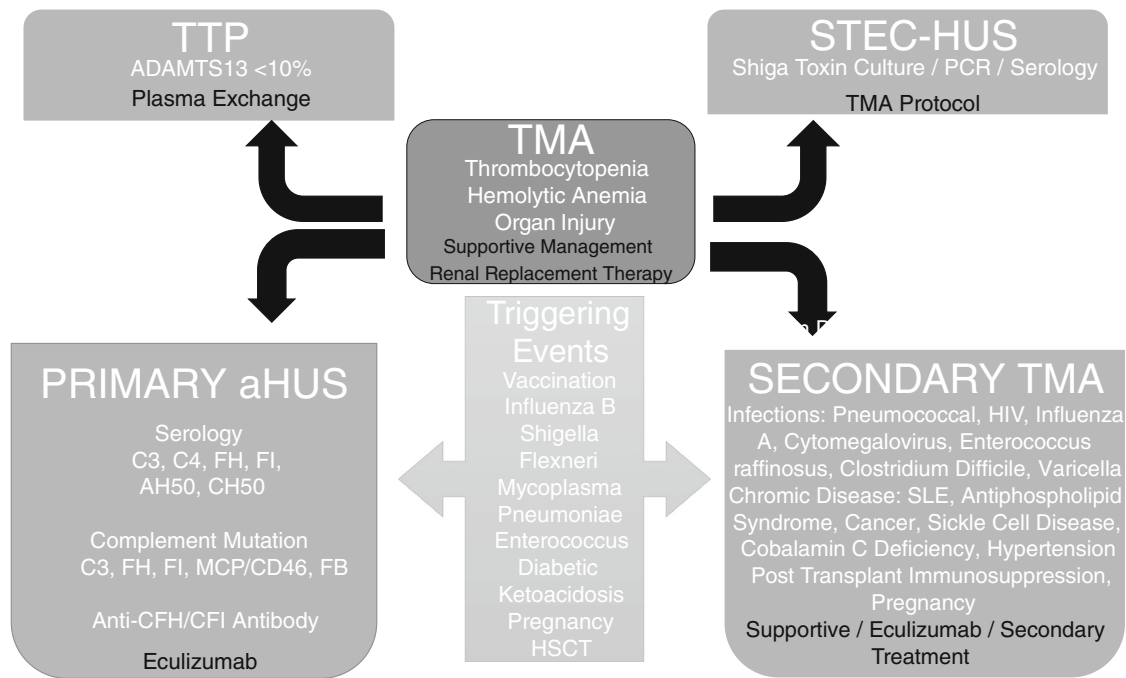 TTP
ADAMTS13 <10%
Plasma Exchange
STEC-HUS
Shiga Toxin Culture / PCR / Serology
TMA Protocol
TMA
Thrombocytopenia
Hemolytic Anemia
Organ Injury
Supportive Management
Renal Replacement Therapy
PRIMARY aHUS
Serology
C3, C4, FH, FI,
AH50, CH50
Complement Mutation
C3, FH, FI, MCP/CD46, FB
Anti-CFH/CFI Antibody
Eculizumab
Triggering
Events
Vaccination
Influenza B
Shigella
Flexneri
Mycoplasma
Pneumoniae
Enterococcus
Diabetic
Ketoacidosis
Pregnancy
HSCT
SECONDARY TMA
Infections: Pneumococcal, HIV, Influenza
A, Cytomegalovirus, Enterococcus
raffinosus, Clostridium Difficile, Varicella
Chromic Disease: SLE, Antiphospholipid
Syndrome, Cancer, Sickle Cell Disease,
Cobalamin C Deficiency, Hypertension
Post Transplant Immunosuppression,
Pregnancy
Supportive / Eculizumab / Secondary
Treatment